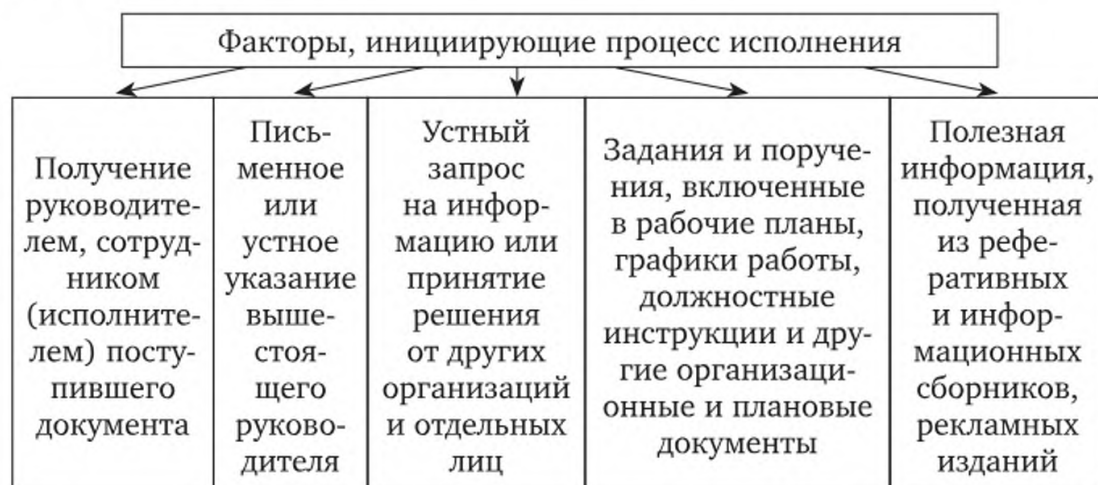 Факторы, инициирующие процесс исполнения
Получение
руководите-
лем, сотруд-
ником
(исполните-
лем) посту-
пившего
документа
Пись-
менное
или
устное
указание
выше-
стоя-
щего
руково-
дителя
Устный
запрос
на инфор-
мацию или
принятие
решения
от других
организаций
и отдельных
лиц
Задания и поруче-
ния, включенные
в рабочие планы,
графики работы,
должностные
инструкции и дру-
гие организаци-
онные и плановые
документы
Полезная
информация,
полученная
из рефе-
ративных
и инфор-
мационных
сборников,
рекламных
изданий